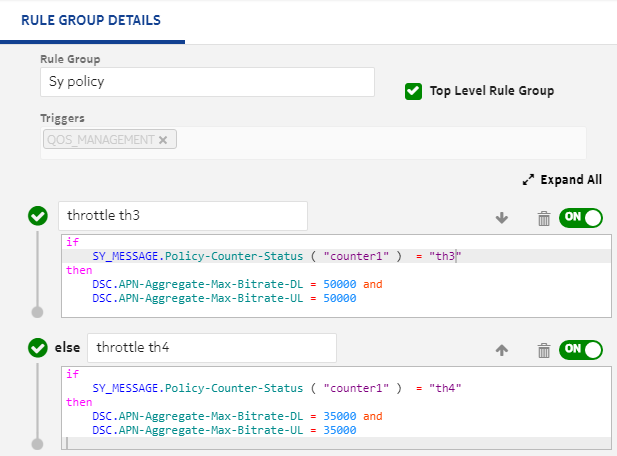 RULE GROUP DETAILS
Rule Group
Sy policy
Top Level Rule Group
Triggers
QOS_MANAGEMENT ×
Expand All
throttle th3
ON
if
SY_MESSAGE.Policy-Counter-Status ( "counter1" ) = "th3"
then
DSC.APN-Aggregate-Max-Bitrate-DL = 50000 and
DSC.APN-Aggregate-Max-Bitrate-UL = 50000
else throttle th4
ON
if
SY_MESSAGE.Policy-Counter-Status ( "counter1" ) = "th4"
then
DSC.APN-Aggregate-Max-Bitrate-DL = 35000 and
DSC.APN-Aggregate-Max-Bitrate-UL = 35000